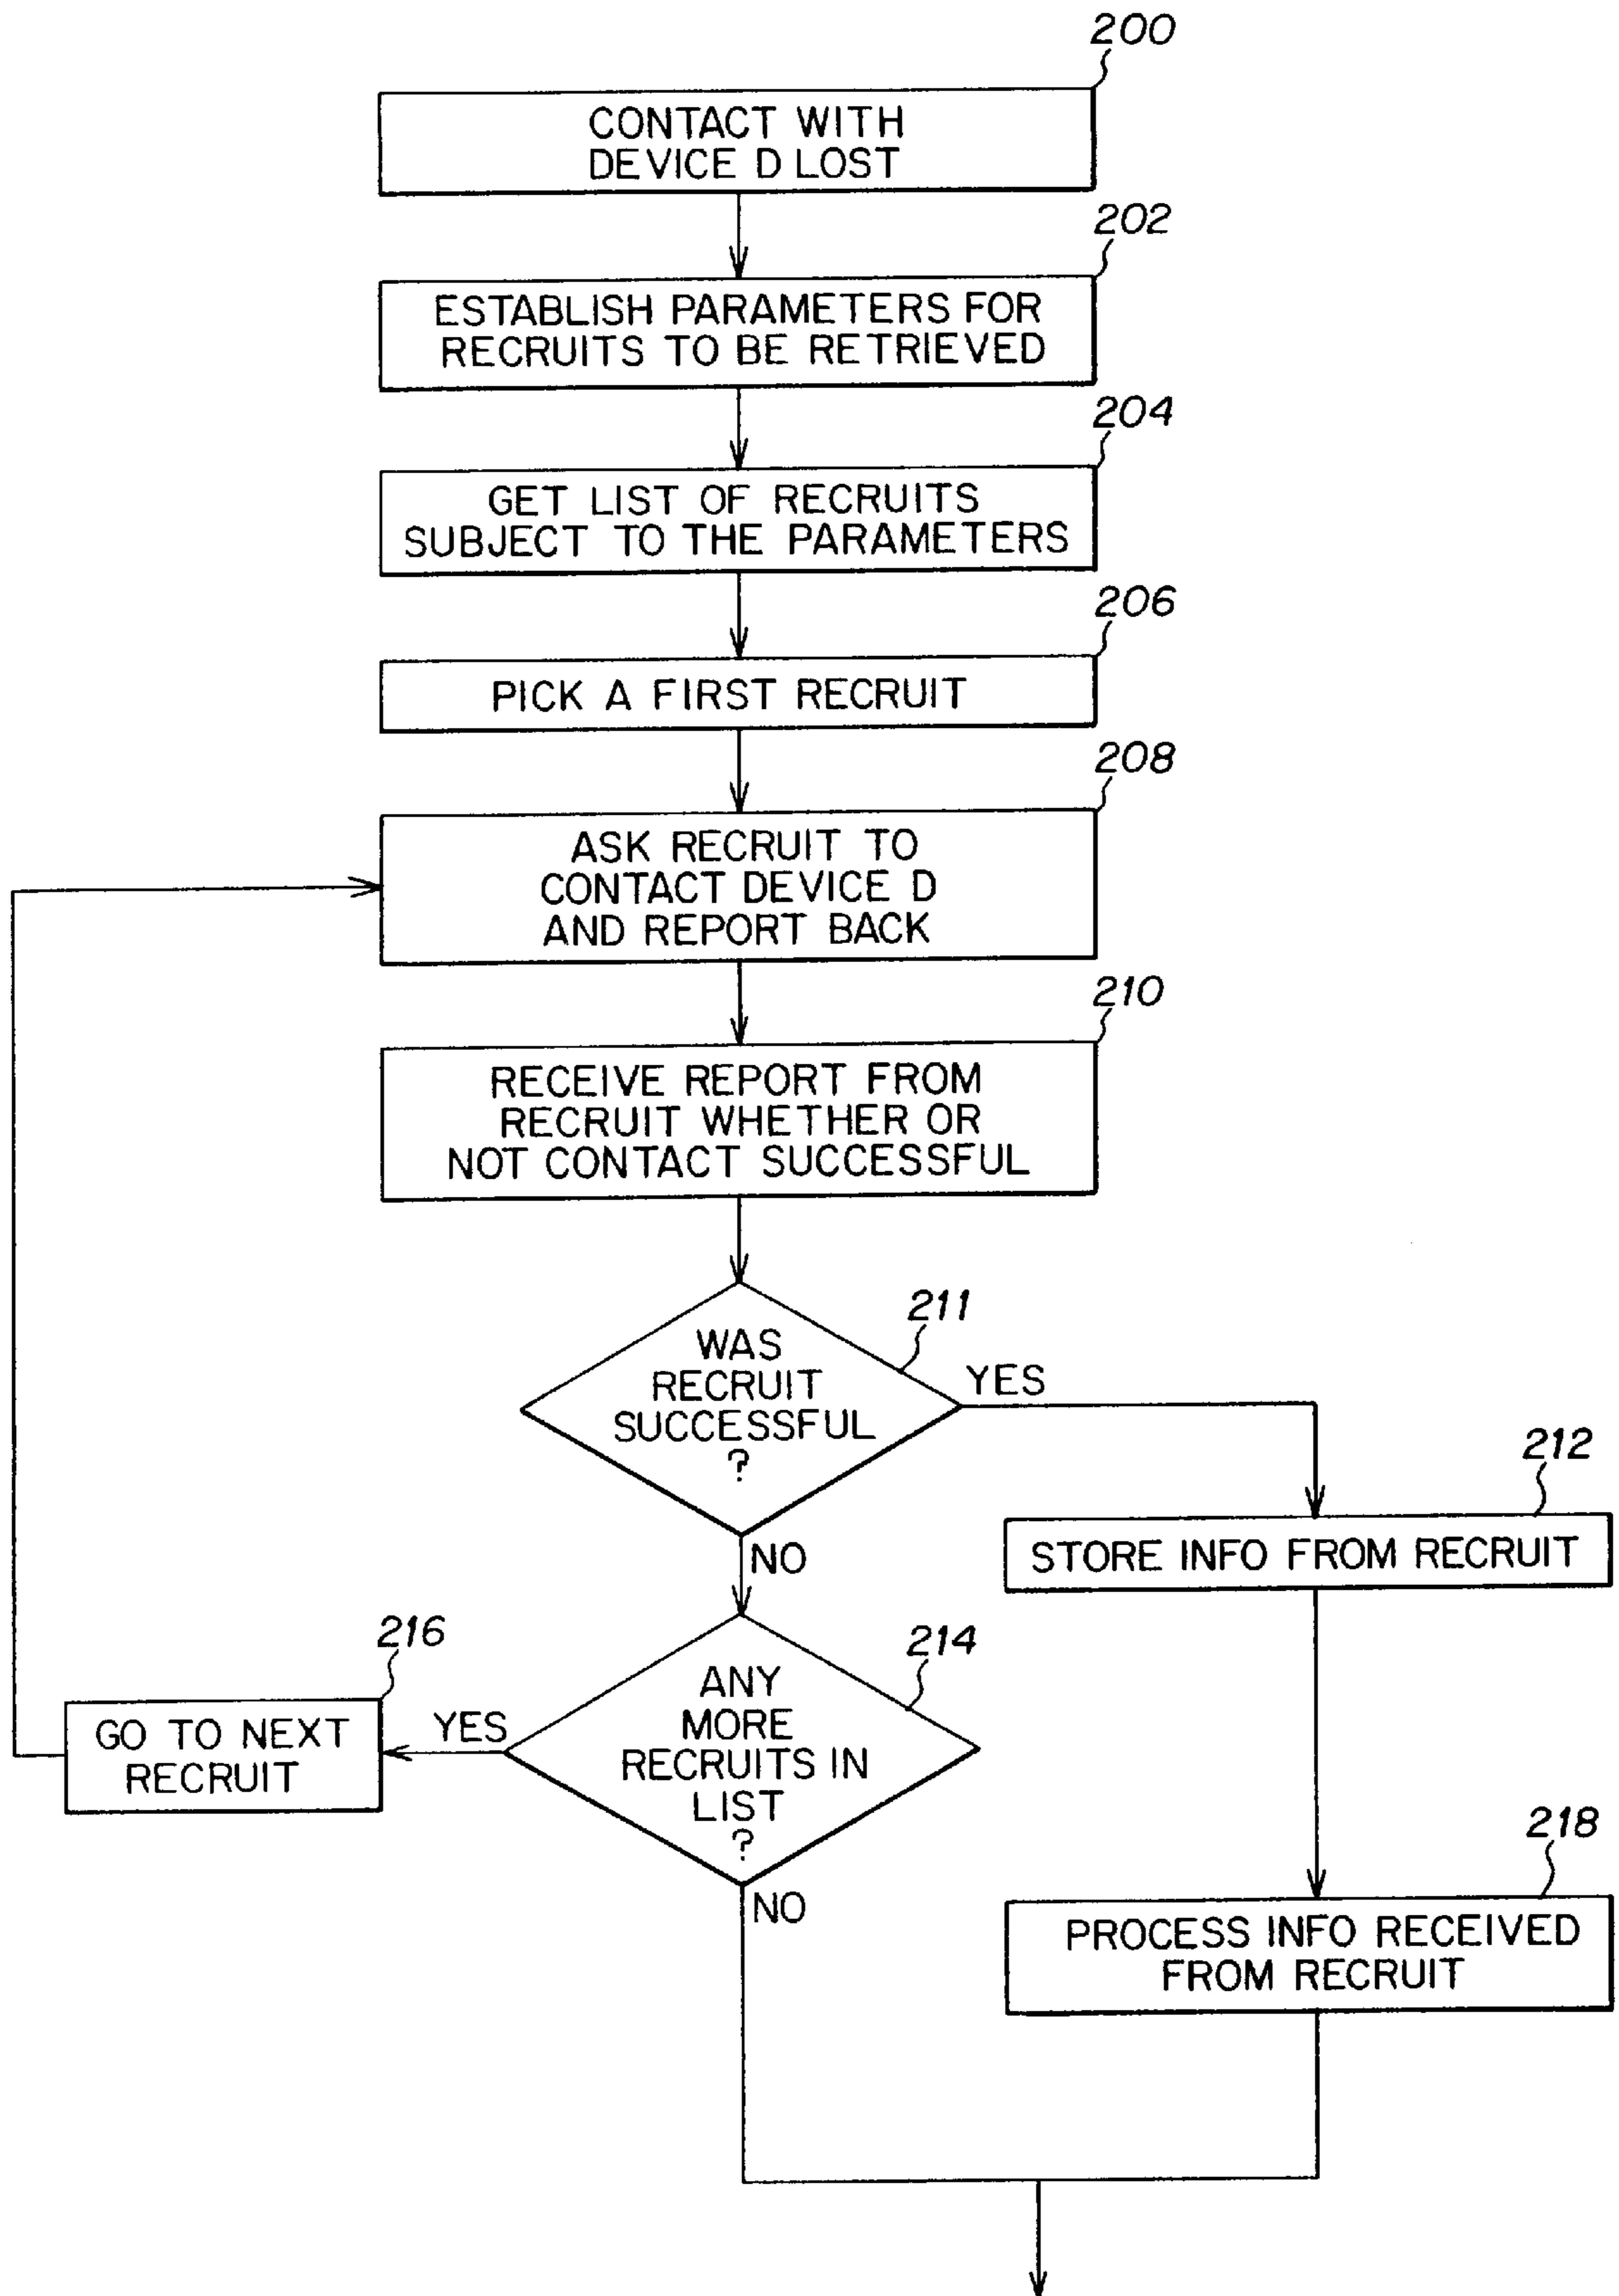 200
CONTACT WITH
DEVICE D LOST
202
ESTABLISH PARAMETERS FOR
RECRUITS TO BE RETRIEVED
204
GET LIST OF RECRUITS
SUBJECT TO THE PARAMETERS
206
PICK A FIRST RECRUIT
208
ASK RECRUIT TO
CONTACT DEVICE D
AND REPORT BACK
210
RECEIVE REPORT FROM
RECRUIT WHETHER OR
NOT CONTACT SUCCESSFUL
211
WAS
RECRUIT
SUCCESSFUL
?
YES
NO
212
STORE INFO FROM RECRUIT
214
ANY
MORE
RECRUITS IN
LIST
?
YES
NO
216
GO TO NEXT
RECRUIT
218
PROCESS INFO RECEIVED
FROM RECRUIT